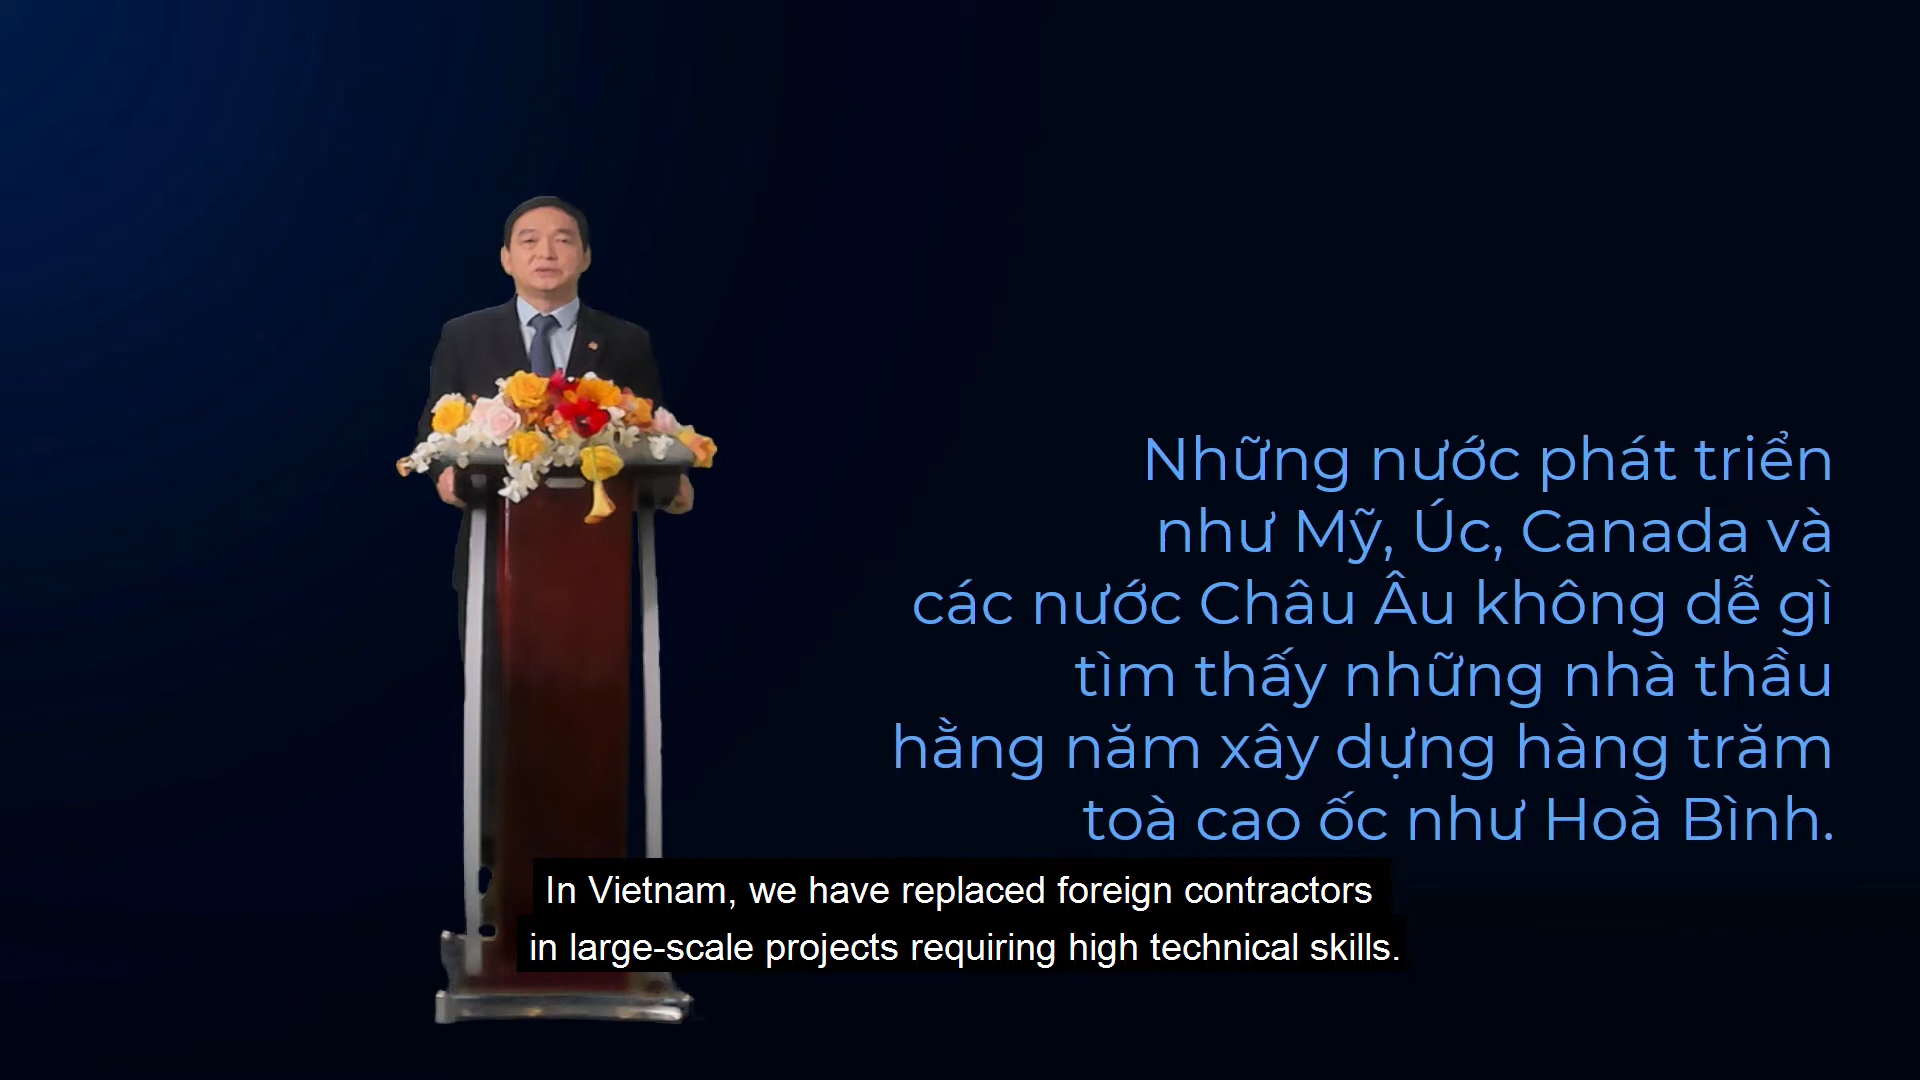 Những nước phát triển
như Mỹ, Úc, Canada và
các nước Châu Âu không dễ gì
tìm thấy những nhà thầu
hằng năm xây dựng hàng trăm
toà cao ốc như Hoà Bình.
In Vietnam, we have replaced foreign contractors
in large-scale projects requiring high technical skills.